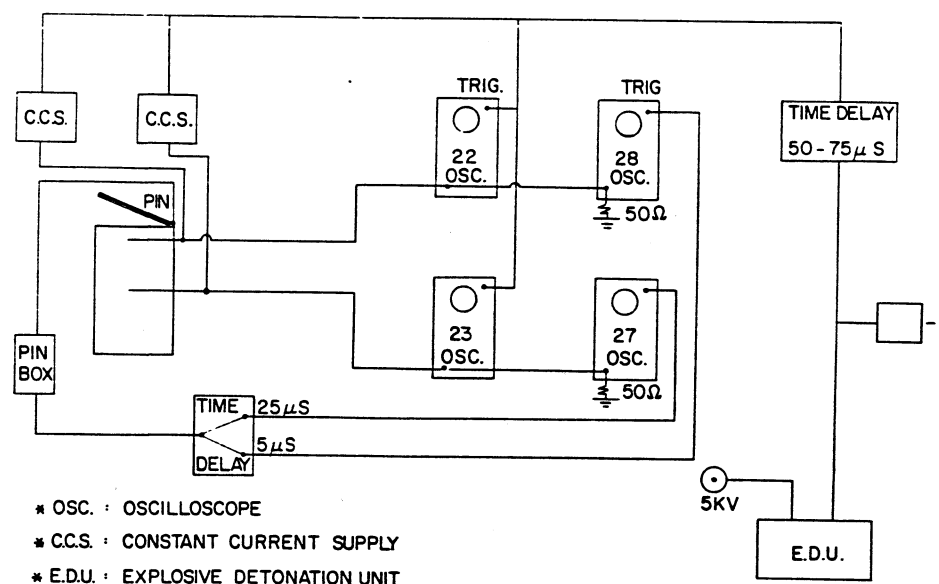 TRIG.
TRIG
C.C.S.
C.C.S.
TIME DELAY
50-75μS
22
OSC.
28
OSC.
PIN
50Ω
23
OSC.
27
OSC.
PIN
BOX
50Ω
TIME
DELAY
25μS
5μS
5KV
E.D.U.
* OSC. : OSCILLOSCOPE
* C.C.S. : CONSTANT CURRENT SUPPLY
* E.D.U. : EXPLOSIVE DETONATION UNIT